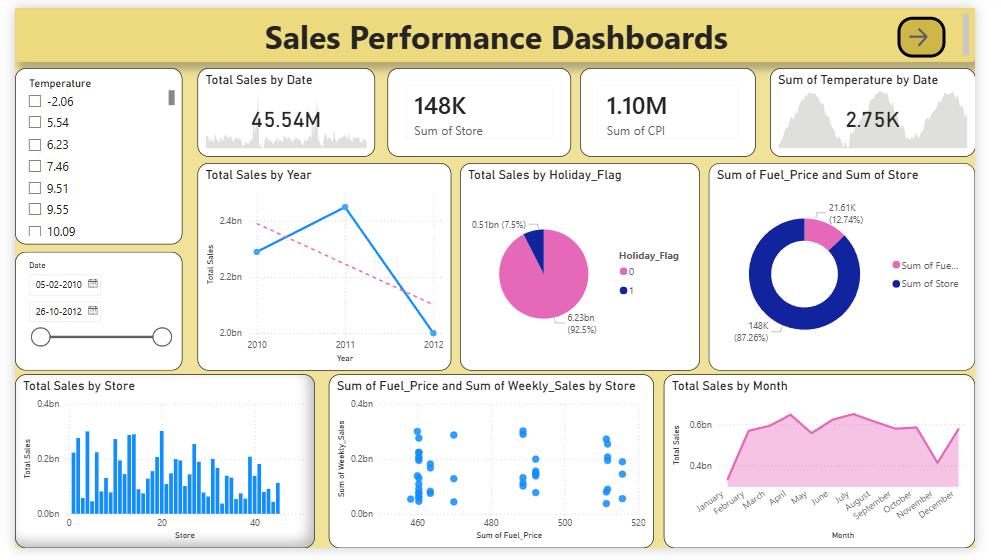 Sales Performance Dashboards
Temperature
-2.06
5.54
6.23
7.46
9.51
9.55
10.09
Date
05-02-2010
26-10-2012
Total Sales by Date
45.54M
148K
Sum of Store
1.10M
Sum of CPI
Sum of Temperature by Date
2.75K
Total Sales by Year
Total Sales
2.4bn
2.2bn
2.0bn
2010
2011
2012
Year
Total Sales by Holiday_Flag
0.51bn (7.5%)
6.23bn
(92.5%)
Holiday_Flag
0
1
Sum of Fuel_Price and Sum of Store
21.61K
(12.74%)
148K
(87.26%)
Sum of Fue...
Sum of Store
Total Sales by Store
Total Sales
0.4bn
0.2bn
0.0bn
0
20
40
Store
Sum of Fuel_Price and Sum of Weekly_Sales by Store
Sum of Weekly_Sales
0.4bn
0.2bn
0.0bn
460
480
500
520
Sum of Fuel_Price
Total Sales by Month
Total Sales
0.6bn
0.4bn
January
February
March
April
May
June
July
August
September
October
November
December
Month